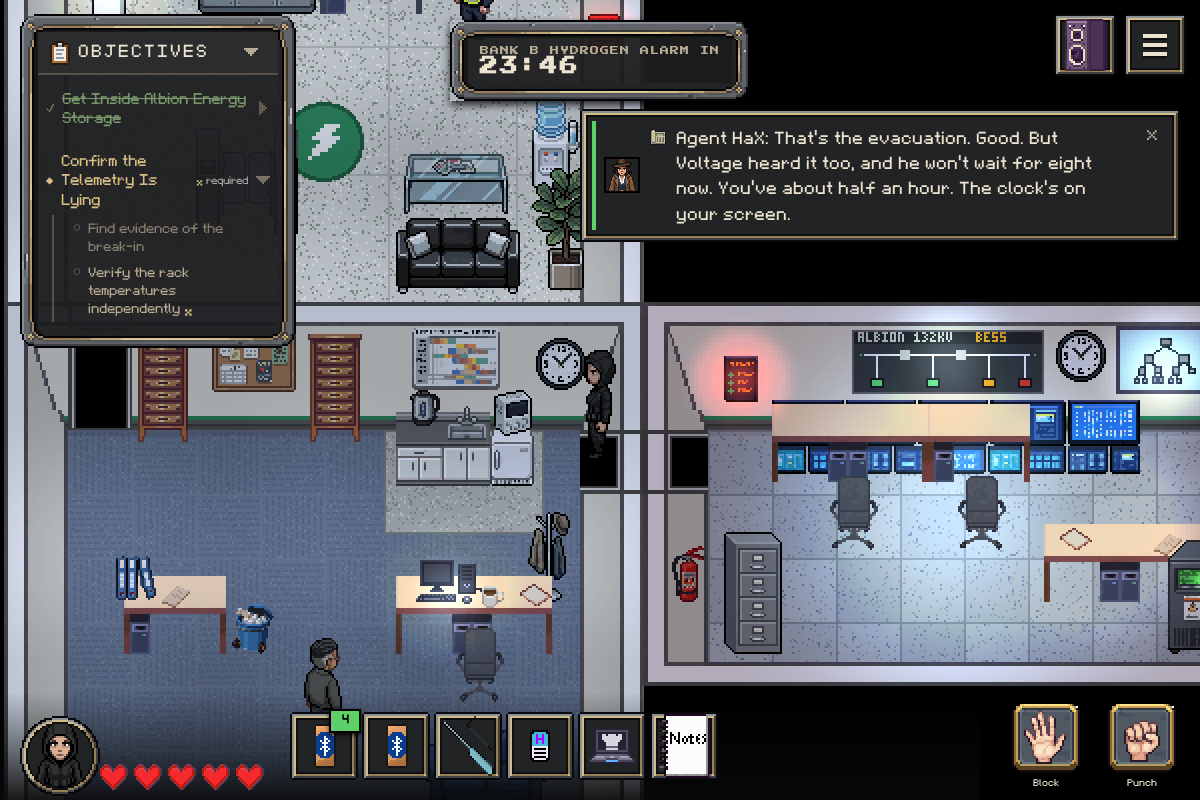 BANK B HYDROGEN ALARM IN
23:46
OBJECTIVES
Get Inside Albion Energy
Storage
Confirm the
Telemetry Is
Lying
required
Find evidence of the
break-in
Verify the rack
temperatures
independently
Agent HaX: That's the evacuation. Good. But
Voltage heard it too, and he won't wait for eight
now. You've about half an hour. The clock's on
your screen.
ALBION 132KV BESS
4
H
Notes
Block
Punch